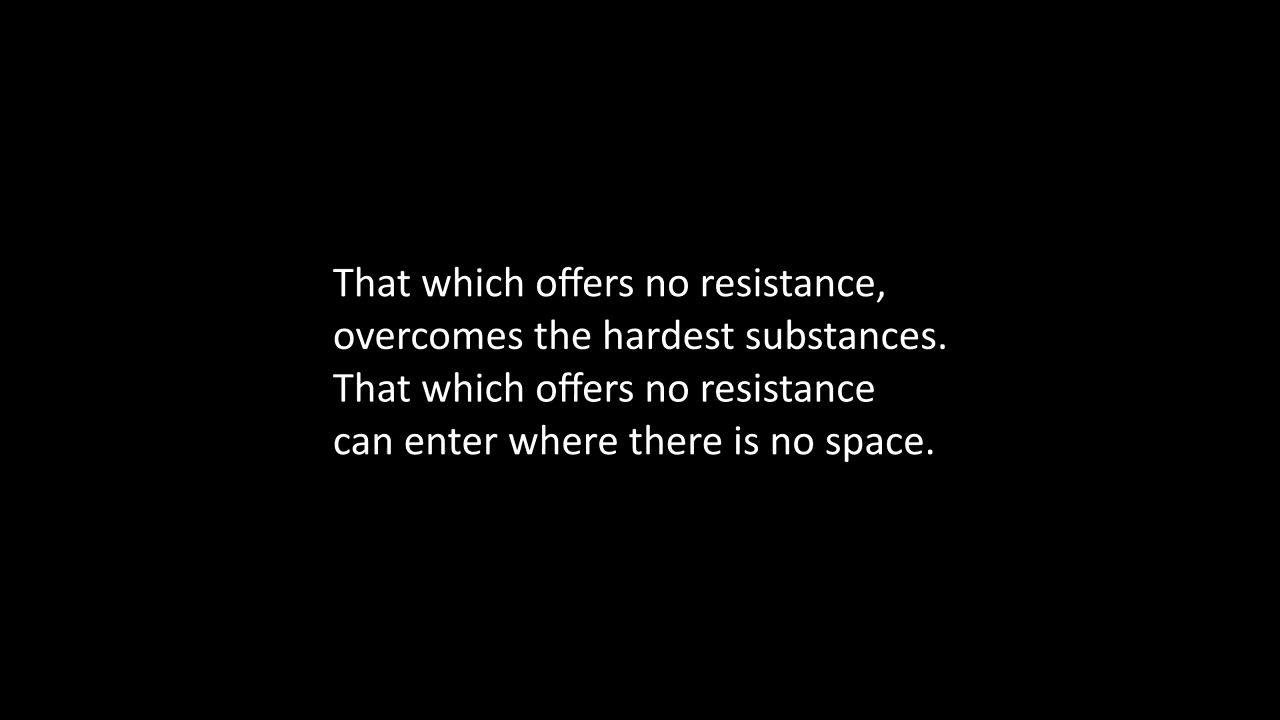 That which offers no resistance,
overcomes the hardest substances.
That which offers no resistance
can enter where there is no space.